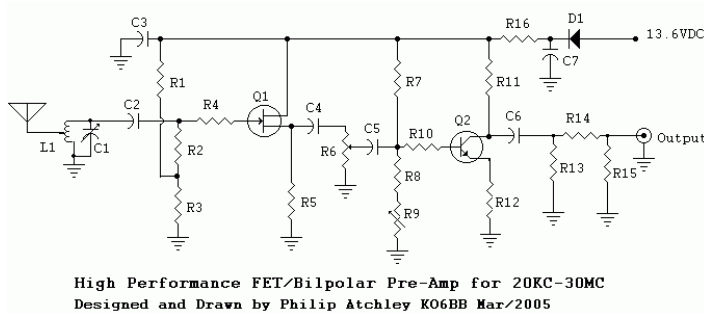 C3
R16
D1
13.6VDC
C7
R1
R7
R11
C2
R4
Q1
C4
Q2
C6
R14
C5
R10
Output
L1
C1
R2
R6
R8
R13
R15
R3
R5
R9
R12
High Performance FET/Bilpolar Pre-Amp for 20KC-30MC
Designed and Drawn by Philip Atchley KO6BB Mar/2005